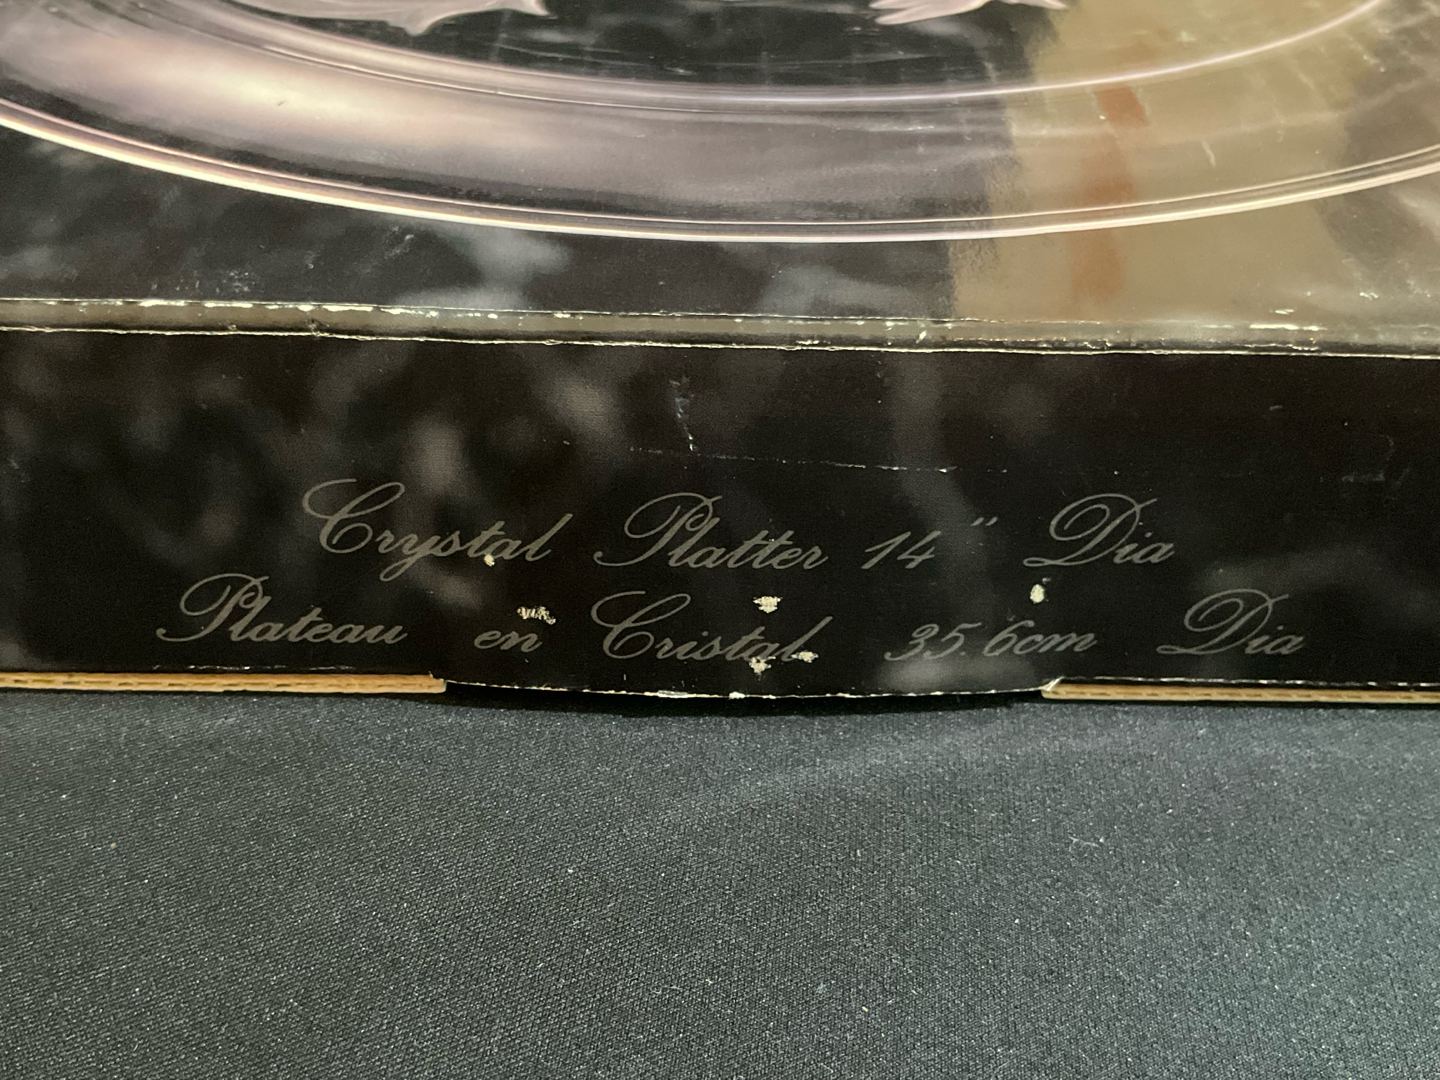 Crystal Platter 14" Dia
Plateau en Cristal 35.6cm Dia